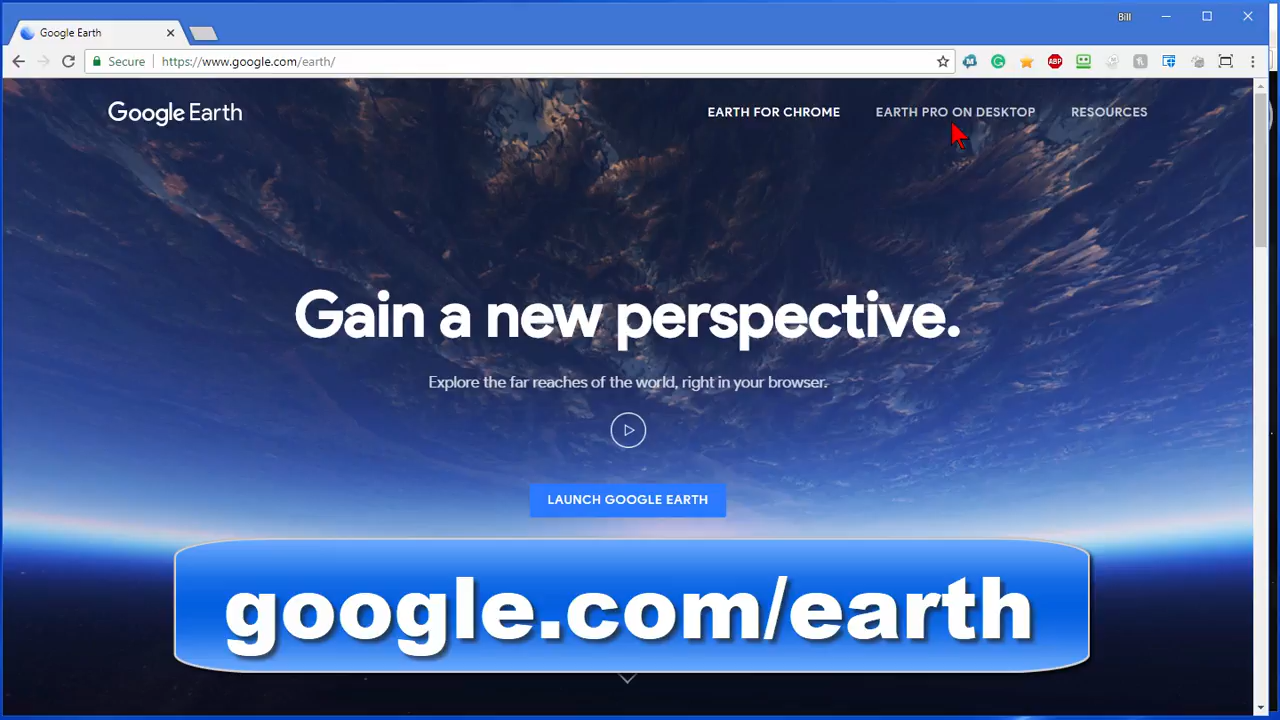 Bill
Google Earth
Secure
https://www.google.com/earth/
ABP
Google Earth
EARTH FOR CHROME
EARTH PRO ON DESKTOP
RESOURCES
Gain a new perspective.
Explore the far reaches of the world, right in your browser.
LAUNCH GOOGLE EARTH
google.com/earth